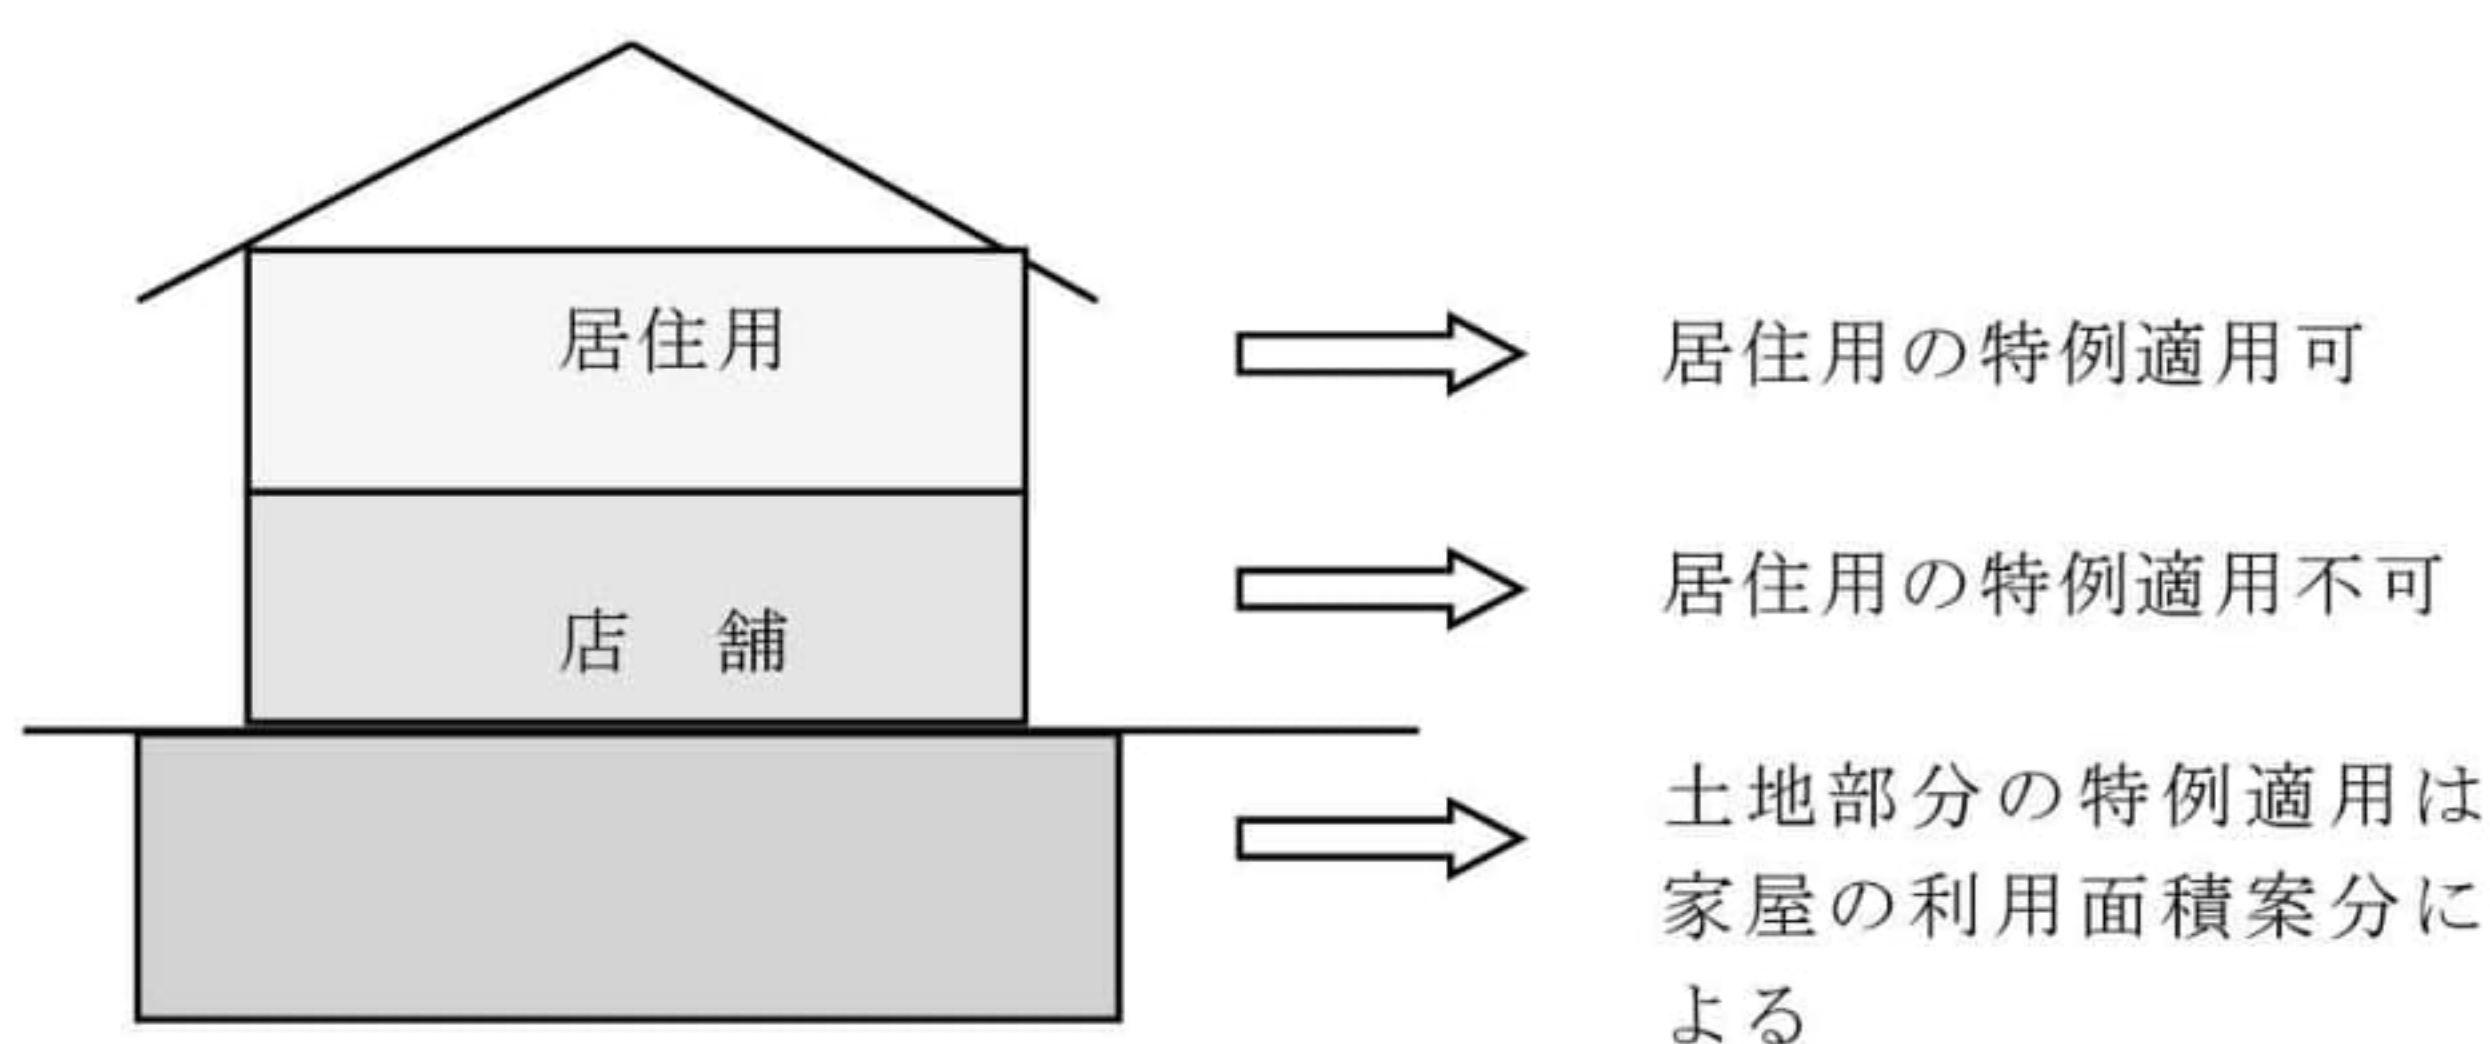 居住用
居住用の特例適用可
店　舗
居住用の特例適用不可
土地部分の特例適用は
家屋の利用面積案分に
よる